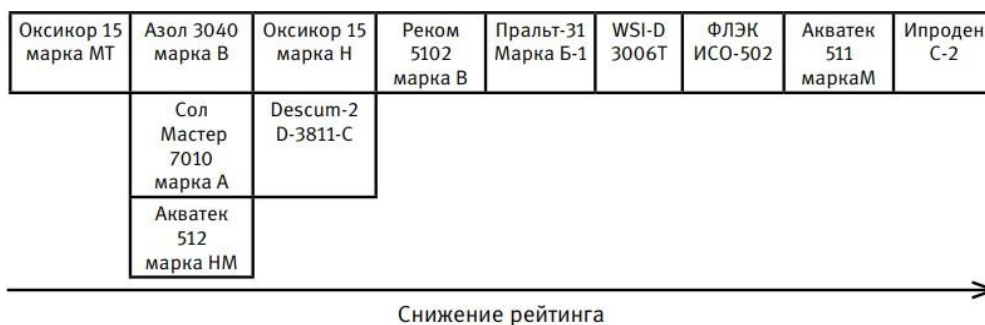 Оксикор 15
марка МТ
Азол 3040
марка В
Оксикор 15
марка Н
Реком
5102
марка В
Пральт-31
Марка Б-1
WSI-D
3006Т
ФЛЭК
ИСО-502
Акватек
511
маркаМ
Ипроден
С-2
Сол
Мастер
7010
марка А
Descum-2
D-3811-С
Акватек
512
марка НМ
Снижение рейтинга